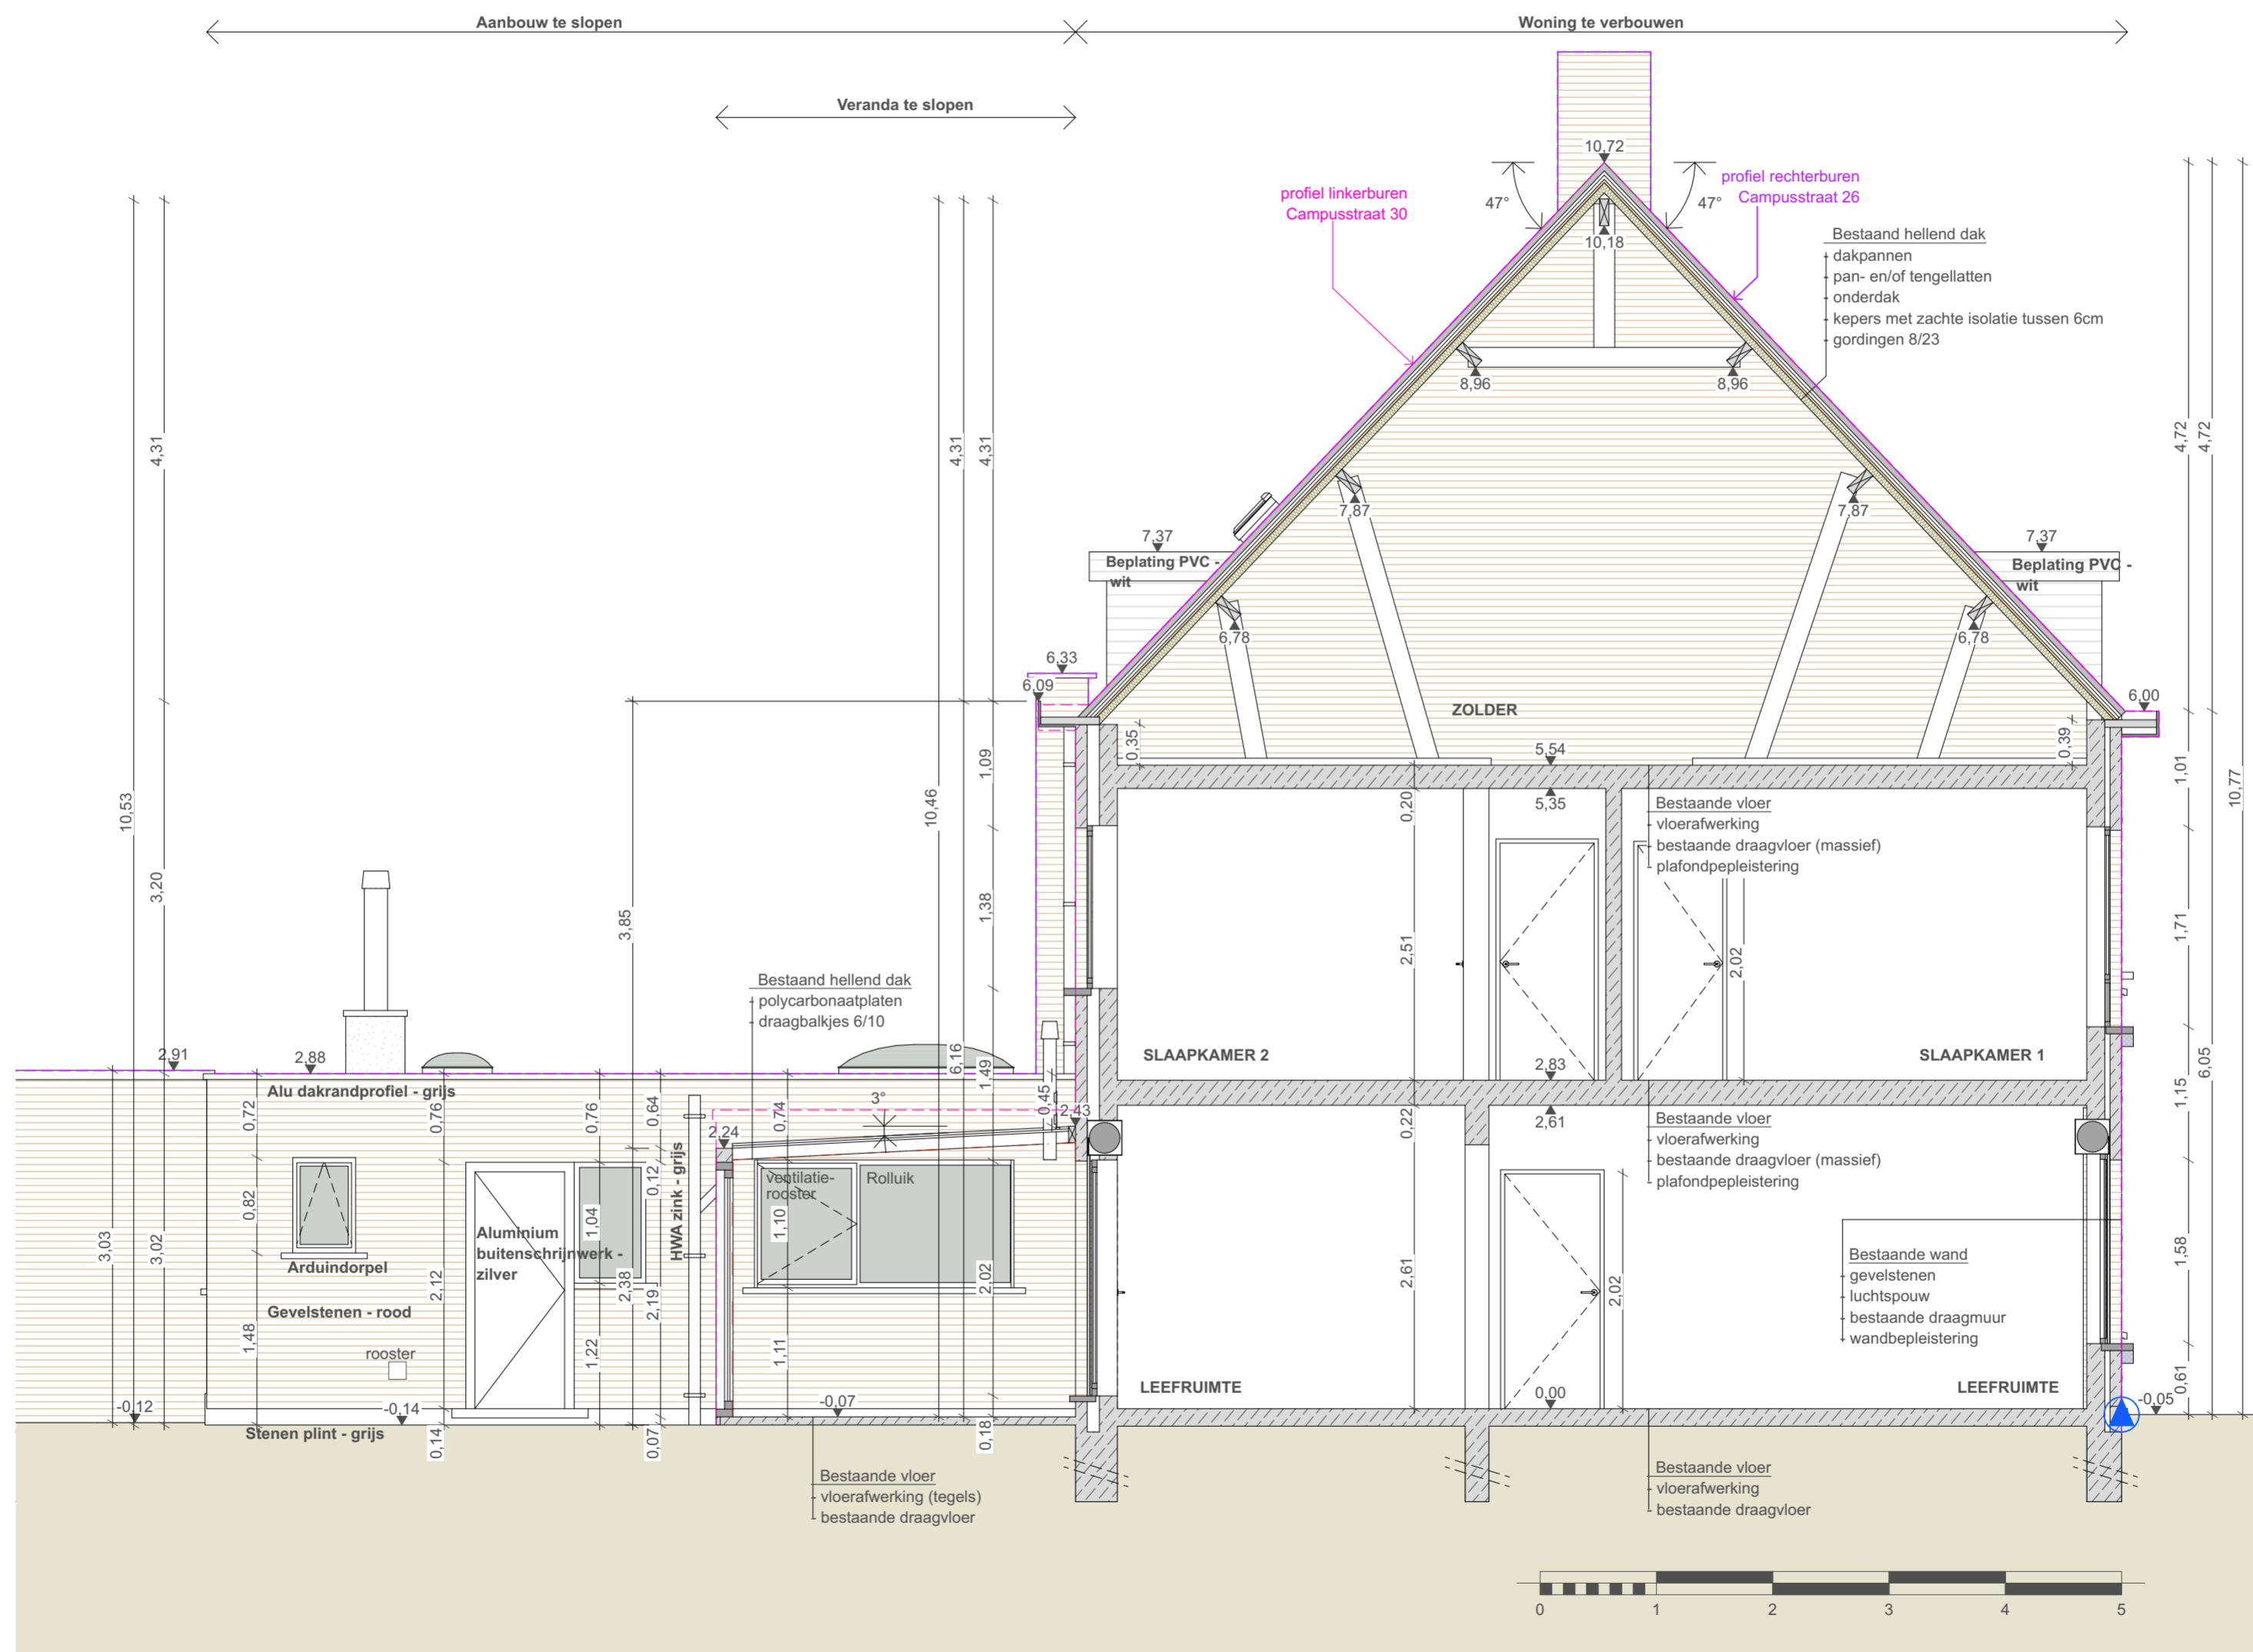 Aanbouw te slopen
Woning te verbouwen
Veranda te slopen
10,72
47°
47°
profiel linkerburen
Campusstraat 30
profiel rechterburen
Campusstraat 26
10,18
Bestaand hellend dak
dakpannen
pan- en/of tengellatten
onderdak
kepers met zachte isolatie tussen 6cm
gordingen 8/23
8,96
8,96
4,31
4,31
4,31
4,72
4,72
7,87
7,87
7,37
Beplating PVC -
wit
7,37
Beplating PVC -
wit
6,78
6,78
6,33
6,09
6,00
ZOLDER
0,35
0,39
5,54
5,35
1,09
1,01
10,53
10,46
10,77
0,20
Bestaande vloer
vloerafwerking
bestaande draagvloer (massief)
plafondpepleistering
3,20
3,85
1,38
2,51
2,02
1,71
Bestaand hellend dak
polycarbonaatplaten
draagbalkjes 6/10
2,91
2,88
6,16
1,49
SLAAPKAMER 2
2,83
SLAAPKAMER 1
6,05
1,15
Alu dakrandprofiel - grijs
0,72
0,76
0,76
0,64
0,74
3°
0,45
2,43
2,24
0,22
2,61
Bestaande vloer
vloerafwerking
bestaande draagvloer (massief)
plafondpepleistering
0,82
0,12
HWA zink - grijs
ventilatie-
rooster
Rolluik
1,04
1,10
Aluminium
buitenschrijnwerk -
zilver
3,03
3,02
Arduindorpel
2,12
2,38
2,19
2,02
2,61
2,02
1,58
Bestaande wand
gevelstenen
luchtspouw
bestaande draagmuur
wandbepleistering
Gevelstenen - rood
1,48
rooster
1,22
1,11
LEEFRUIMTE
0,00
LEEFRUIMTE
0,61
-0,12
-0,14
-0,07
-0,05
Stenen plint - grijs
0,14
0,07
0,18
Bestaande vloer
vloerafwerking (tegels)
bestaande draagvloer
Bestaande vloer
vloerafwerking
bestaande draagvloer
0 1 2 3 4 5